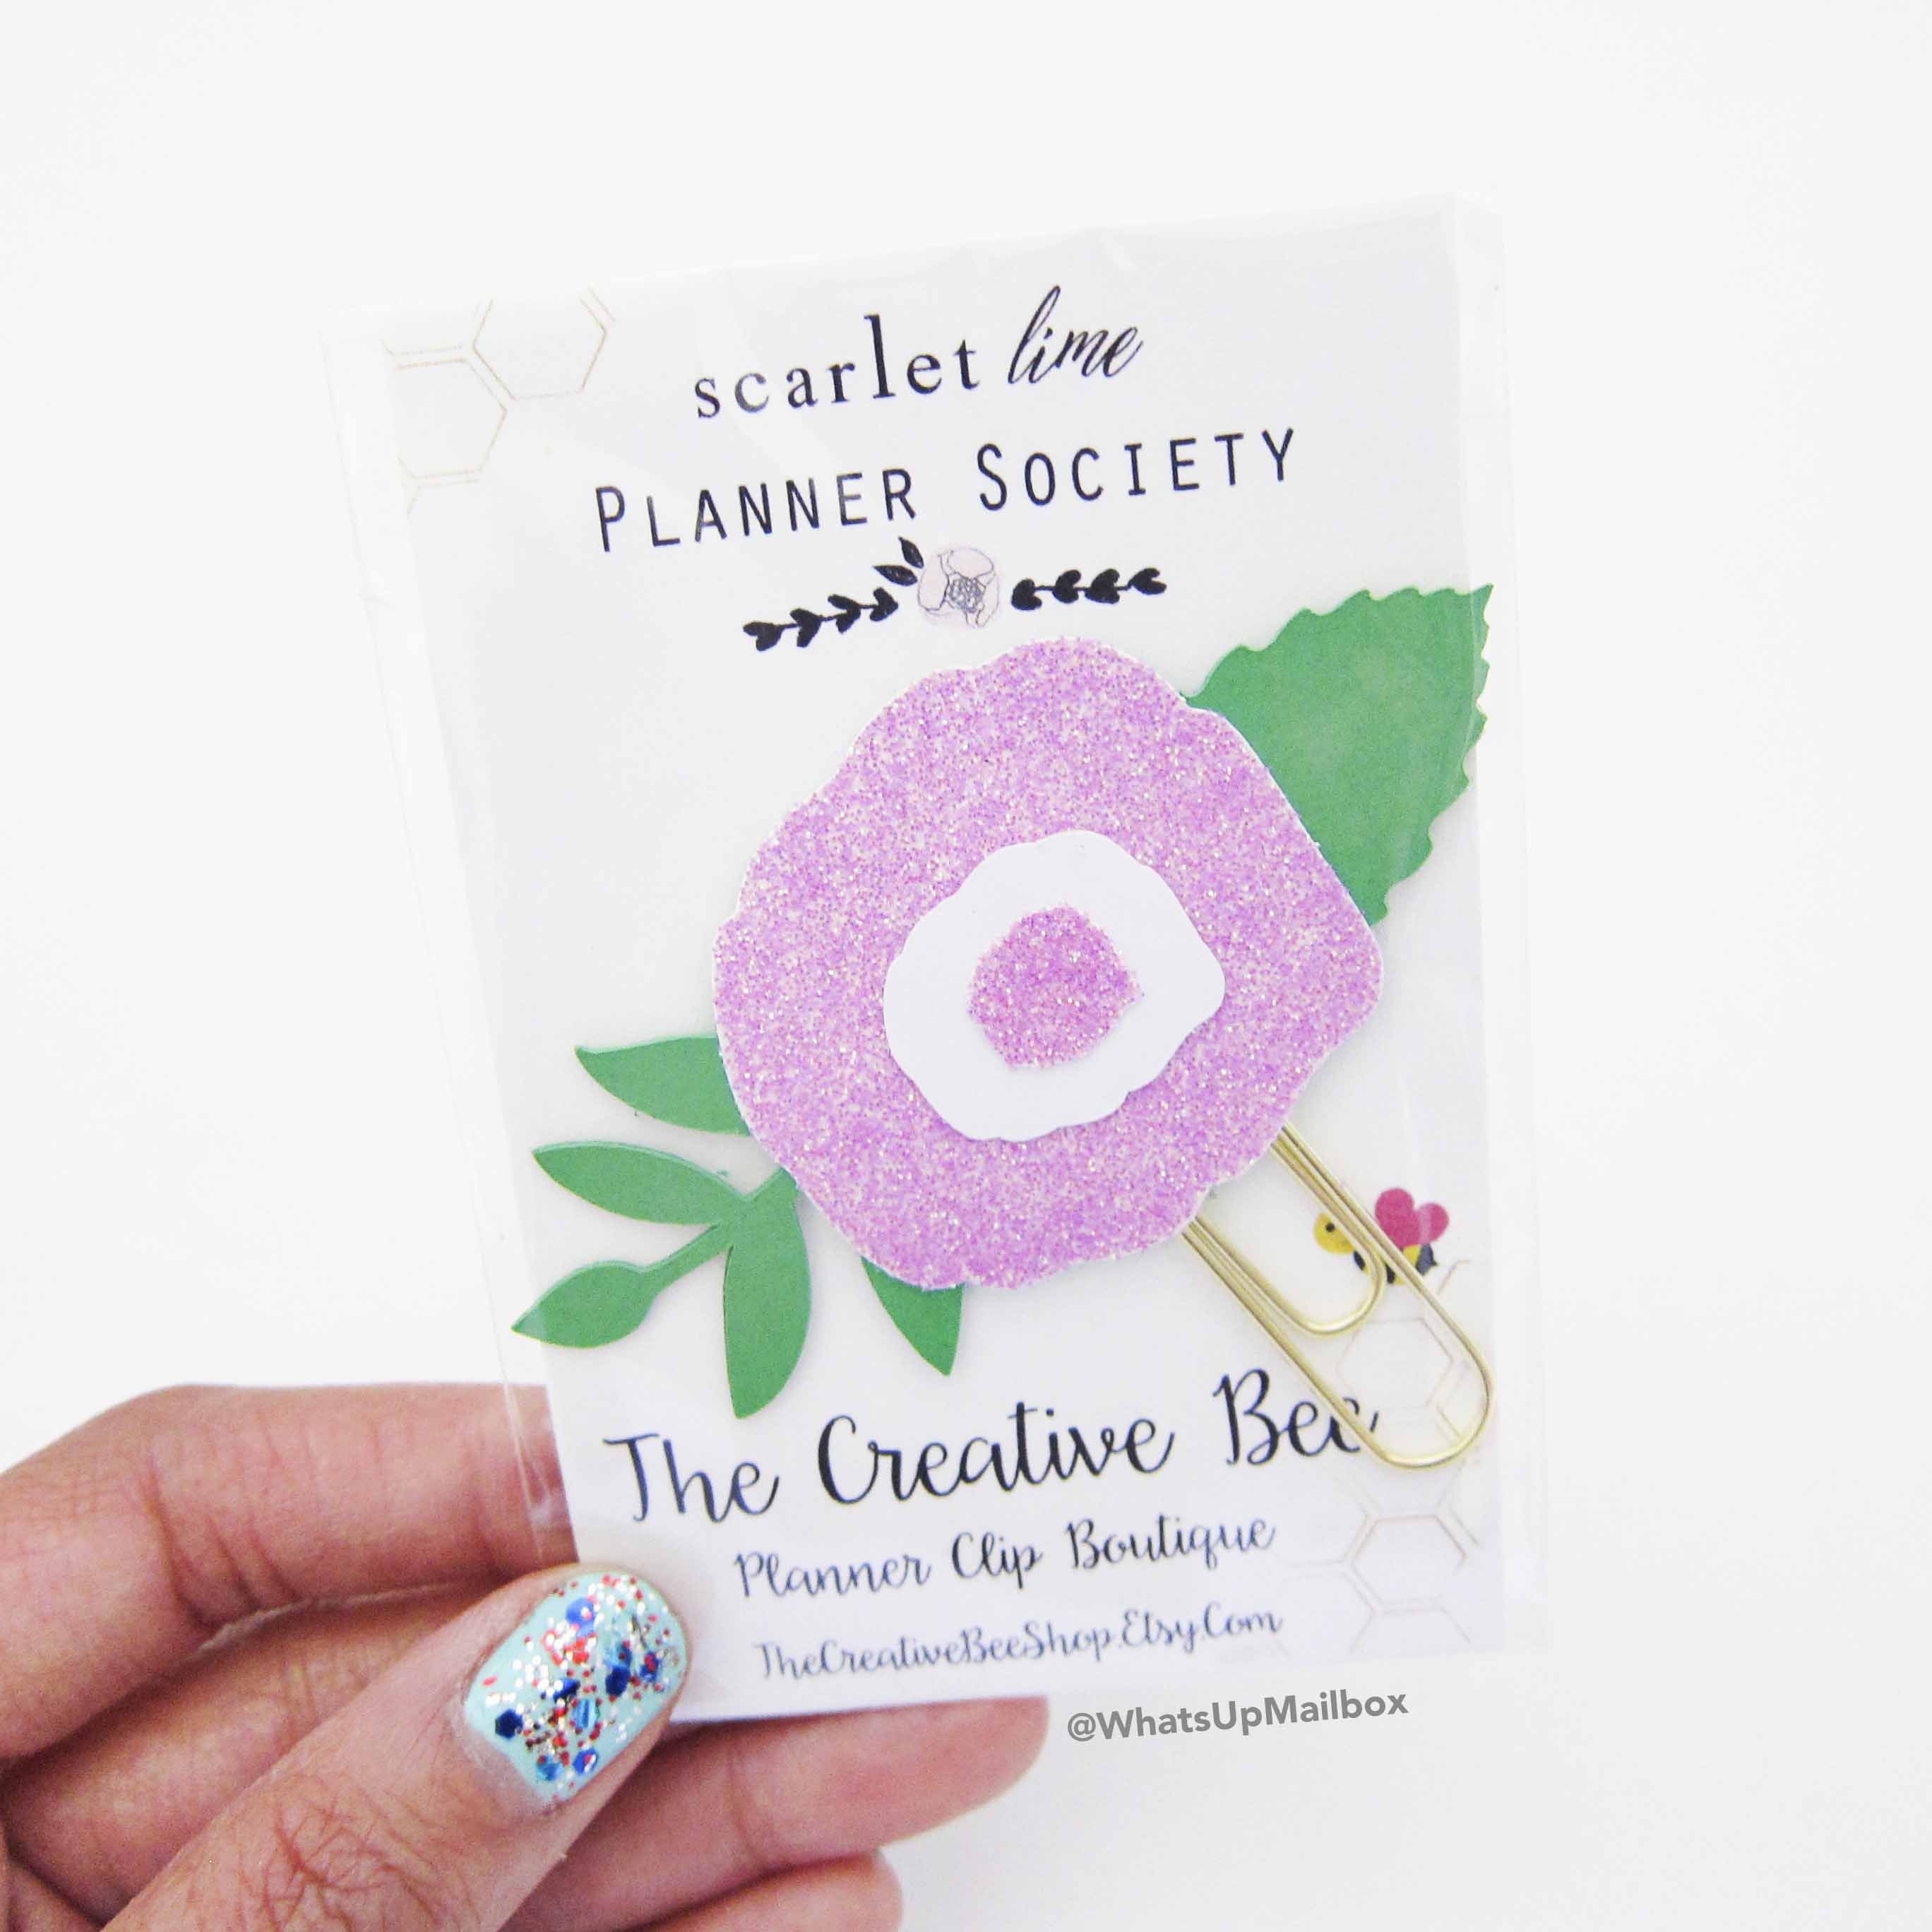 scarlet lime
PLANNER SOCIETY
The Creative Bee
Planner Clip Boutique
TheCreativeBeeShop.Etsy.Com
@WhatsUpMailbox